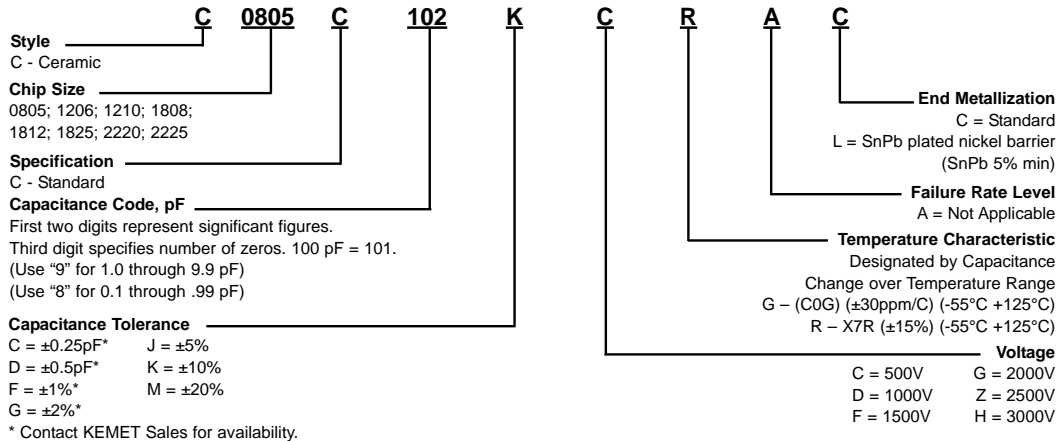 C 0805 C 102 K C R A C
Style
C - Ceramic
Chip Size
0805; 1206; 1210; 1808;
1812; 1825; 2220; 2225
Specification
C - Standard
Capacitance Code, pF
First two digits represent significant figures.
Third digit specifies number of zeros. 100 pF = 101.
(Use “9” for 1.0 through 9.9 pF)
(Use “8” for 0.1 through .99 pF)
Capacitance Tolerance
C = ±0.25pF* J = ±5%
D = ±0.5pF* K = ±10%
F = ±1%* M = ±20%
G = ±2%*
* Contact KEMET Sales for availability.
End Metallization
C = Standard
L = SnPb plated nickel barrier
(SnPb 5% min)
Failure Rate Level
A = Not Applicable
Temperature Characteristic
Designated by Capacitance
Change over Temperature Range
G – (C0G) (±30ppm/C) (-55°C +125°C)
R – X7R (±15%) (-55°C +125°C)
Voltage
C = 500V G = 2000V
D = 1000V Z = 2500V
F = 1500V H = 3000V